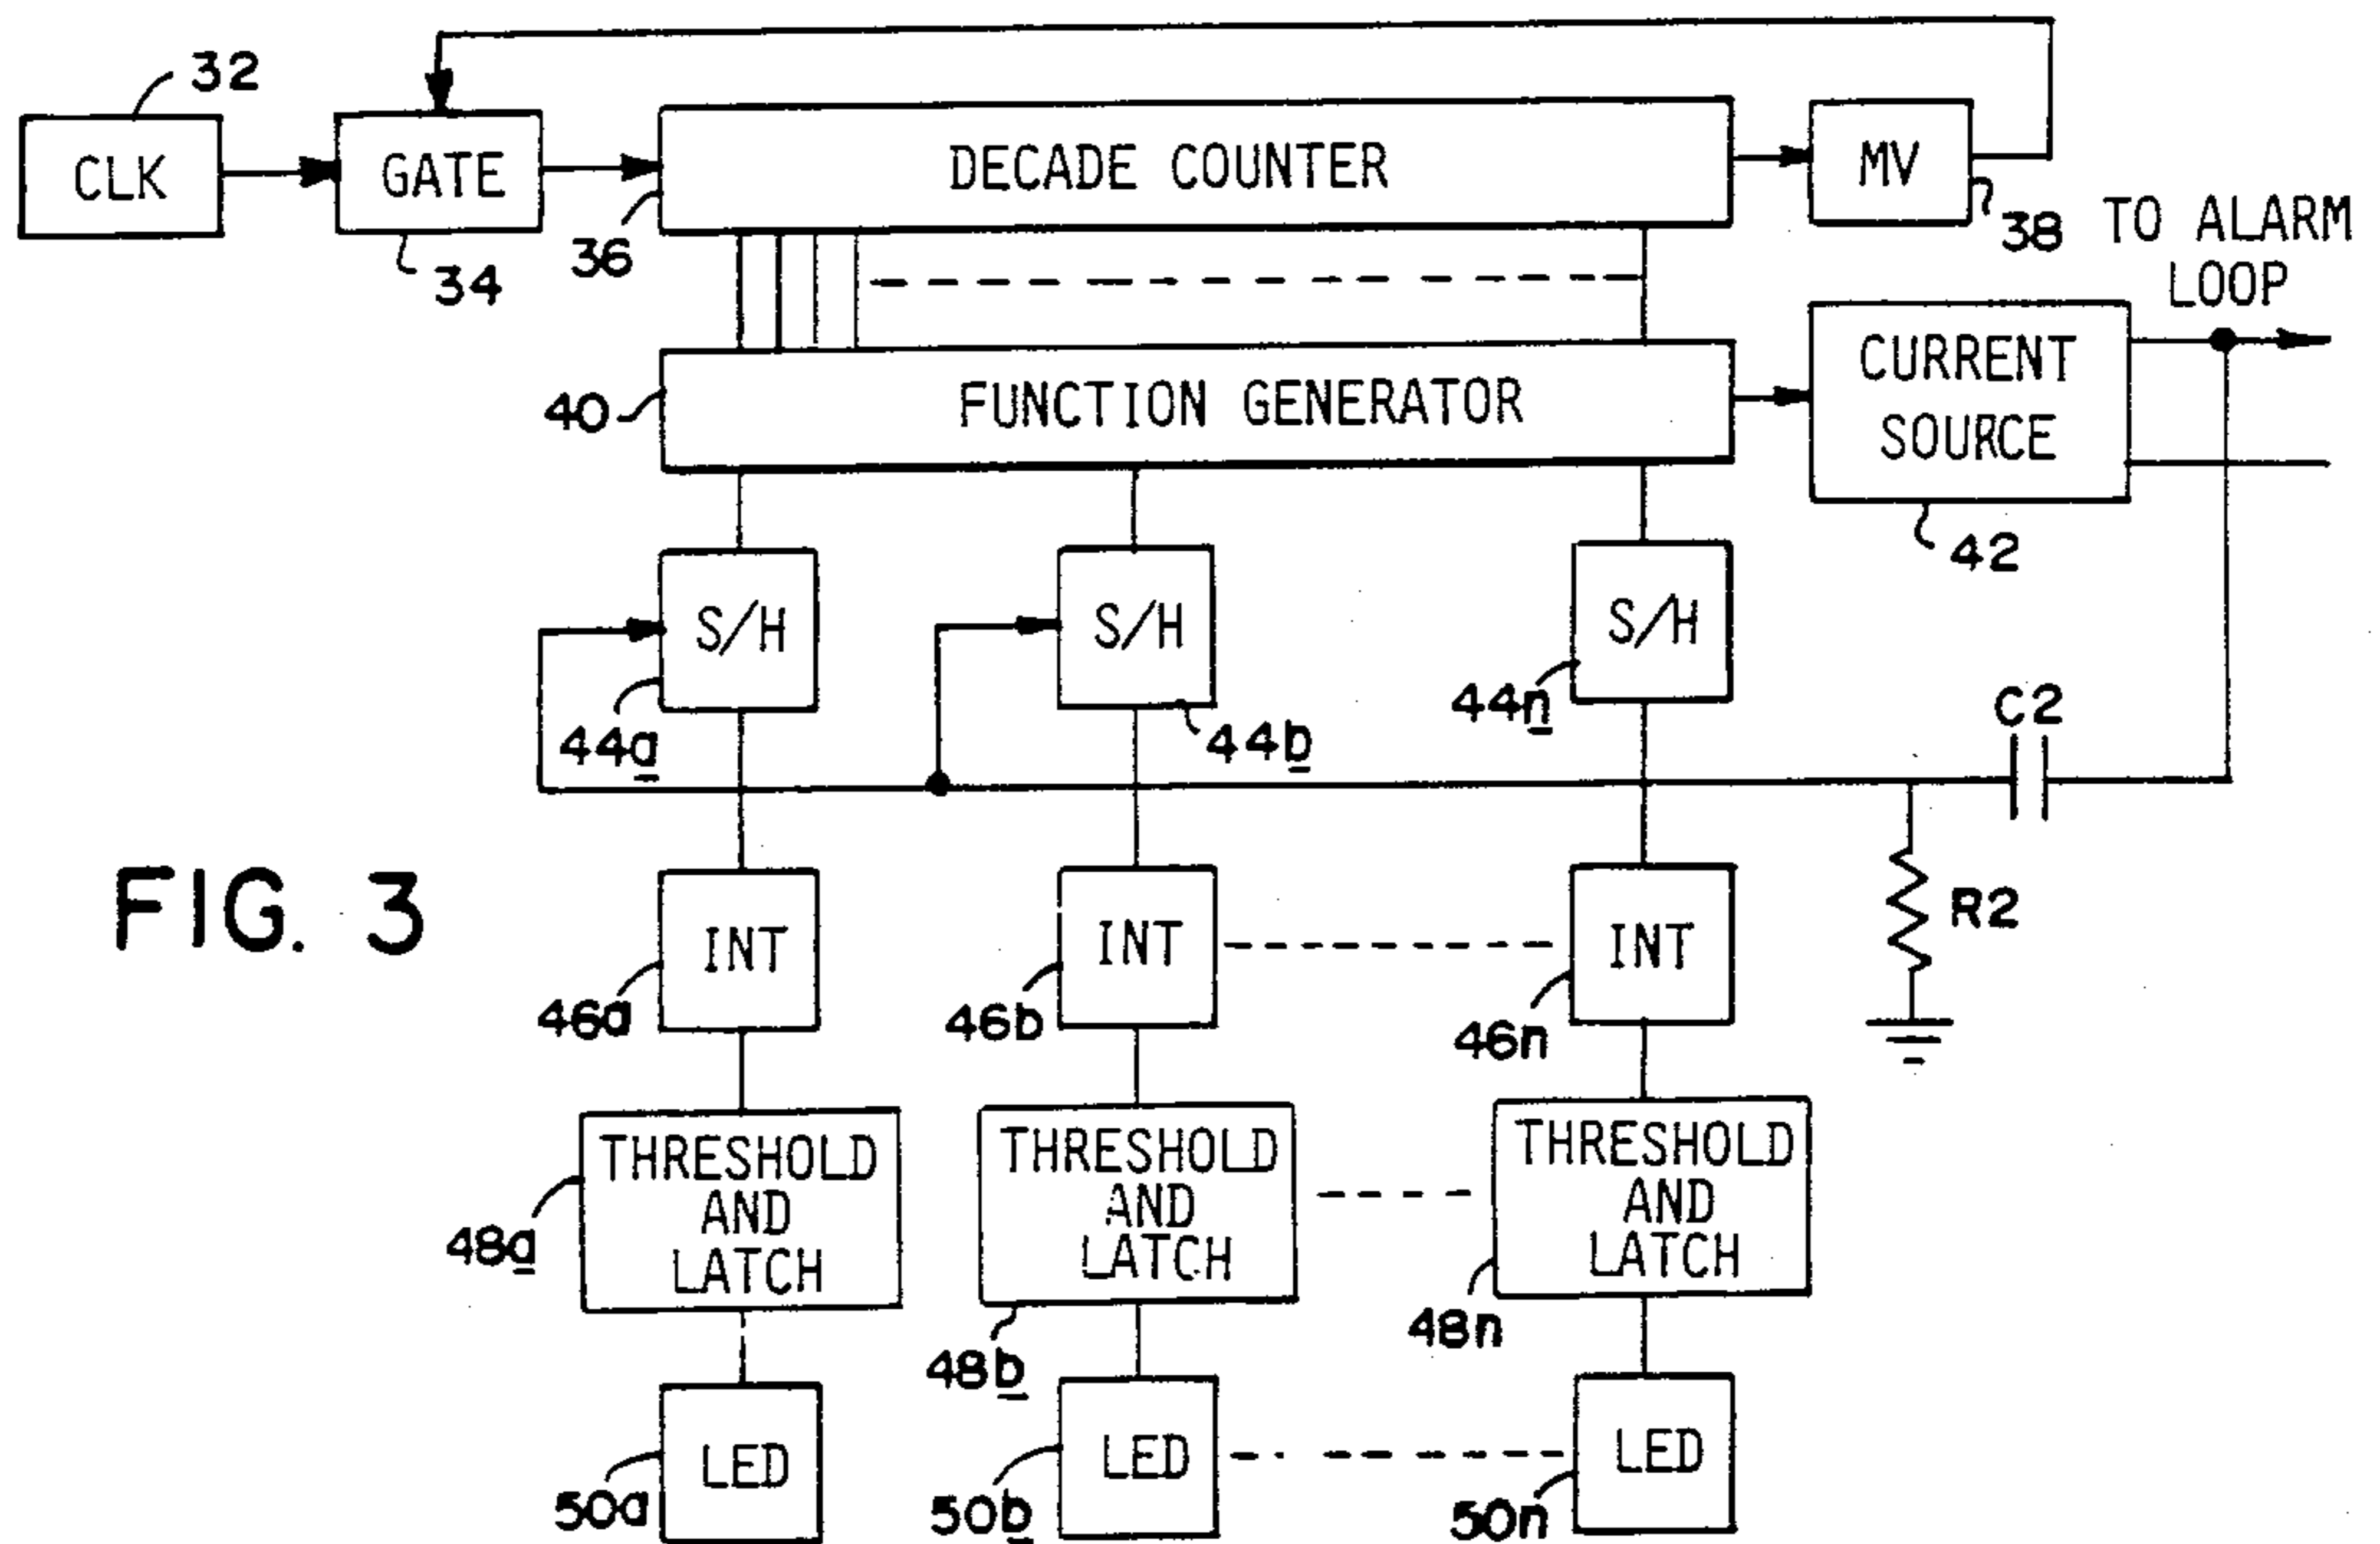 32
CLK
GATE
34
DECADE COUNTER
36
MV
38
TO ALARM
LOOP
FUNCTION GENERATOR
40
CURRENT
SOURCE
42
S/H
44a
S/H
44b
S/H
44n
C2
R2
FIG. 3
INT
46a
INT
46b
INT
46n
THRESHOLD
AND
LATCH
48a
THRESHOLD
AND
LATCH
48b
THRESHOLD
AND
LATCH
48n
LED
50a
LED
50b
LED
50n